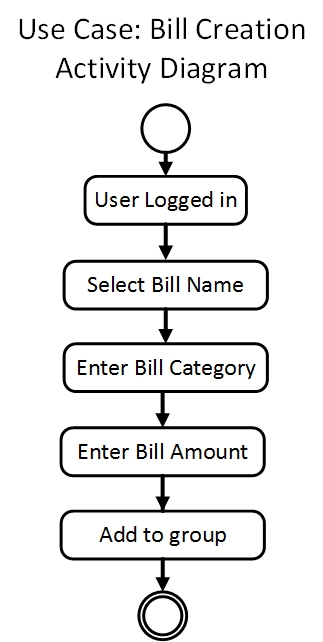 Use Case: Bill Creation
Activity Diagram
User Logged in
Select Bill Name
Enter Bill Category
Enter Bill Amount
Add to group